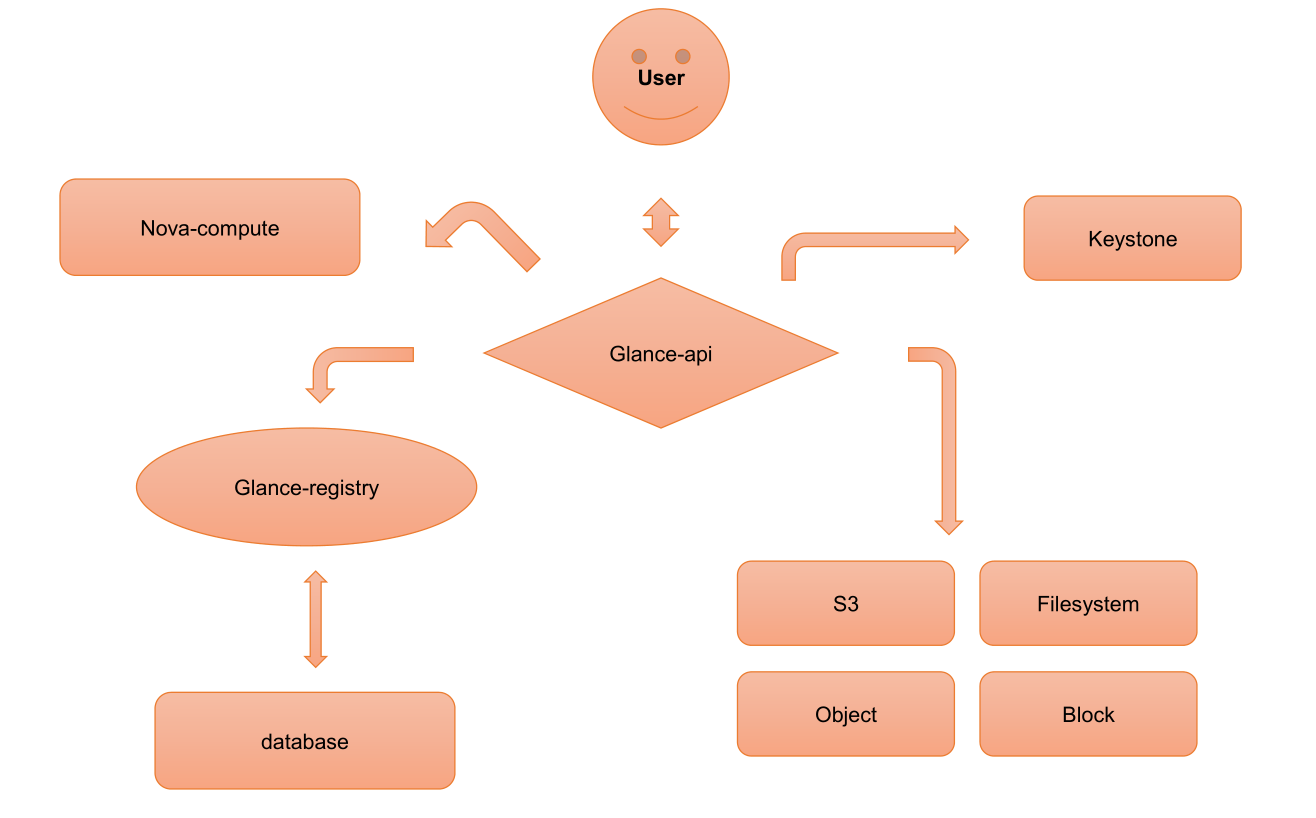 User
Nova-compute
Keystone
Glance-api
Glance-registry
S3
Filesystem
Object
Block
database